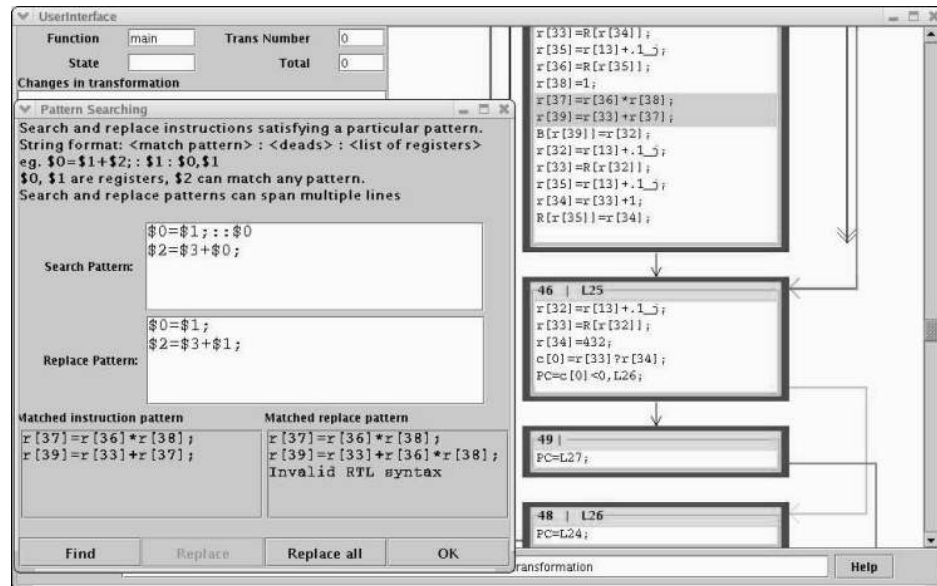 UserInterface
Function main Trans Number 0
State Total 0
Changes in transformation
Pattern Searching
Search and replace instructions satisfying a particular pattern.
String format: <match pattern> : <deads> : <list of registers>
eg. $0=$1+$2; : $1 : $0,$1
$0, $1 are registers, $2 can match any pattern.
Search and replace patterns can span multiple lines
Search Pattern:
$0=$1;::$0
$2=$3+$0;
Replace Pattern:
$0=$1;
$2=$3+$1;
Matched instruction pattern
r[37]=r[36]*r[38];
r[39]=r[33]+r[37];
Matched replace pattern
r[37]=r[36]*r[38];
r[39]=r[33]+r[36]*r[38];
Invalid RTL syntax
Find Replace Replace all OK
r[33]=R[r[34]];
r[35]=r[13]+.1_j;
r[36]=R[r[35]];
r[38]=1;
r[37]=r[36]*r[38];
r[39]=r[33]+r[37];
B[r[39]]=r[32];
r[32]=r[13]+.1_j;
r[33]=R[r[32]];
r[35]=r[13]+.1_j;
r[34]=r[33]+1;
R[r[35]]=r[34];
46 | L25
r[32]=r[13]+.1_j;
r[33]=R[r[32]];
r[34]=432;
c[0]=r[33]?r[34];
PC=c[0]<0,L26;
49 |
PC=L27;
48 | L26
PC=L24;
ransformation
Help